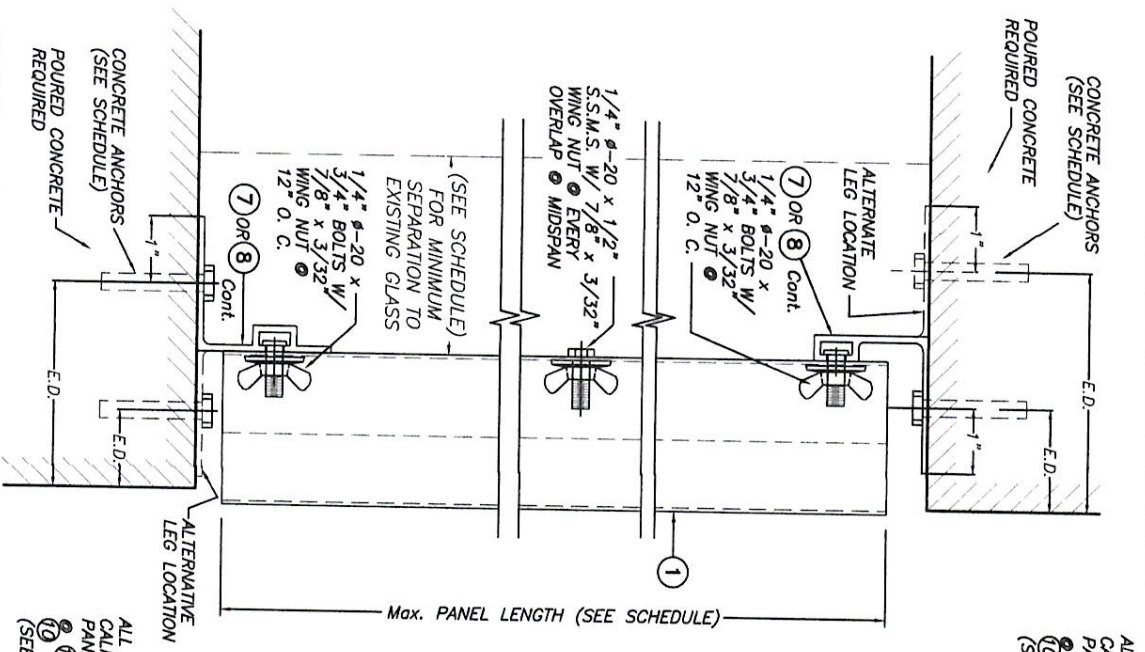 POURED CONCRETE
REQUIRED
CONCRETE ANCHORS
(SEE SCHEDULE)
1"
E.D.
E.D.
1"
ALTERNATE
LEG LOCATION
7 OR 8 Cont.
1/4" ø-20 x
3/4" BOLTS W/
7/8" x 3/32"
WING NUT @
12" O. C.
1/4" ø-20 x 1/2"
S.S.M.S. W/ 7/8" x 3/32"
WING NUT @ EVERY
OVERLAP @ MIDSPAN
(SEE SCHEDULE)
FOR MINIMUM
SEPARATION TO
EXISTING GLASS
1/4" ø-20 x
3/4" BOLTS W/
7/8" x 3/32"
WING NUT @
12" O. C.
7 OR 8 Cont.
1
Max. PANEL LENGTH (SEE SCHEDULE)
CONCRETE ANCHORS
(SEE SCHEDULE)
POURED CONCRETE
REQUIRED
1"
E.D.
E.D.
ALTERNATIVE
LEG LOCATION
ALL
@
10
(SEE